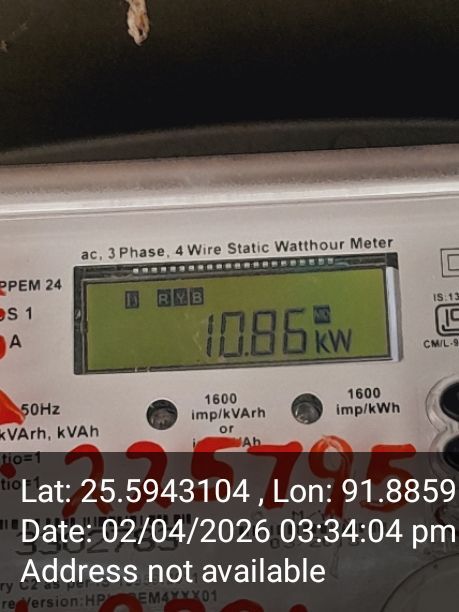 ac, 3 Phase, 4 Wire Static Watthour Meter
PPEM 24
S 1
A
IS:13
CM/L-9
R Y B
MD
10.86 kW
50Hz
kVArh, kVAh
1600
imp/kVArh
or
1600
imp/kWh
225795
Lat: 25.5943104 , Lon: 91.8859
Date: 02/04/2026 03:34:04 pm
Address not available